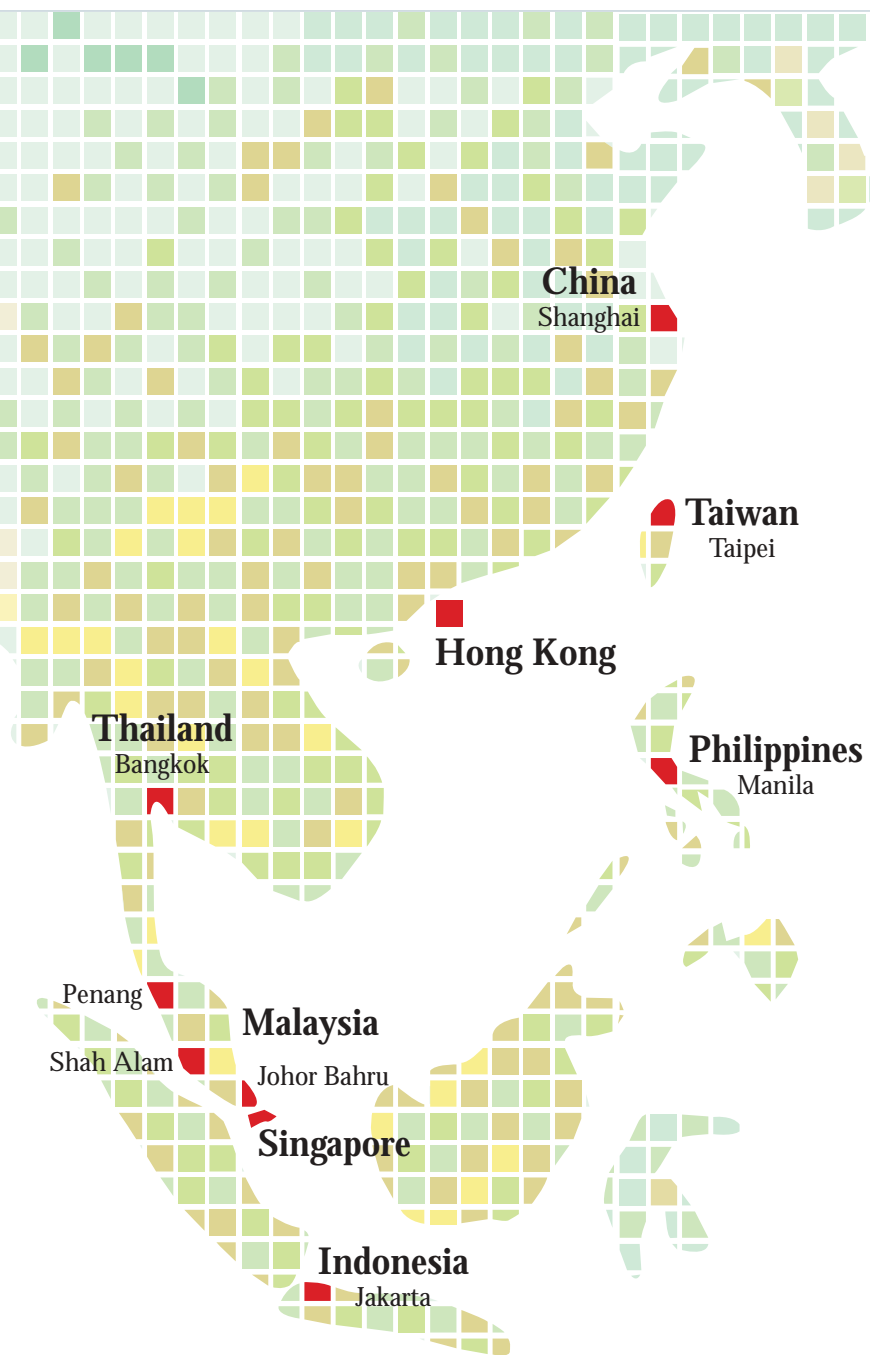 China
Shanghai
Taiwan
Taipei
Hong Kong
Thailand
Bangkok
Philippines
Manila
Penang
Malaysia
Shah Alam
Johor Bahru
Singapore
Indonesia
Jakarta